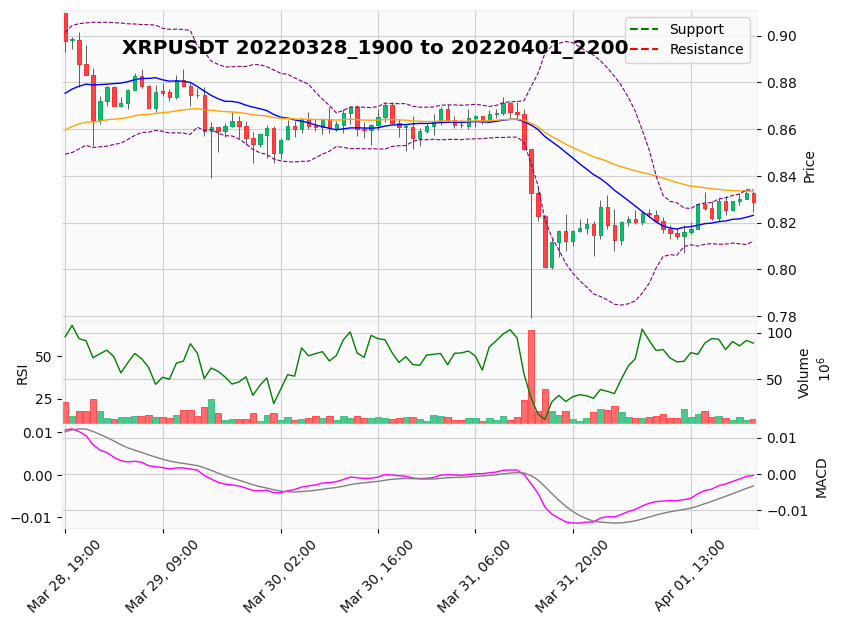 XRPUSDT 20220328_1900 to 20220401_2200
Support
Resistance
0.90
0.88
0.86
0.84
0.82
0.80
0.78
Price
RSI
50
25
100
50
Volume
10^6
0.01
0.00
−0.01
0.01
0.00
−0.01
MACD
Mar 28, 19:00
Mar 29, 09:00
Mar 30, 02:00
Mar 30, 16:00
Mar 31, 06:00
Mar 31, 20:00
Apr 01, 13:00